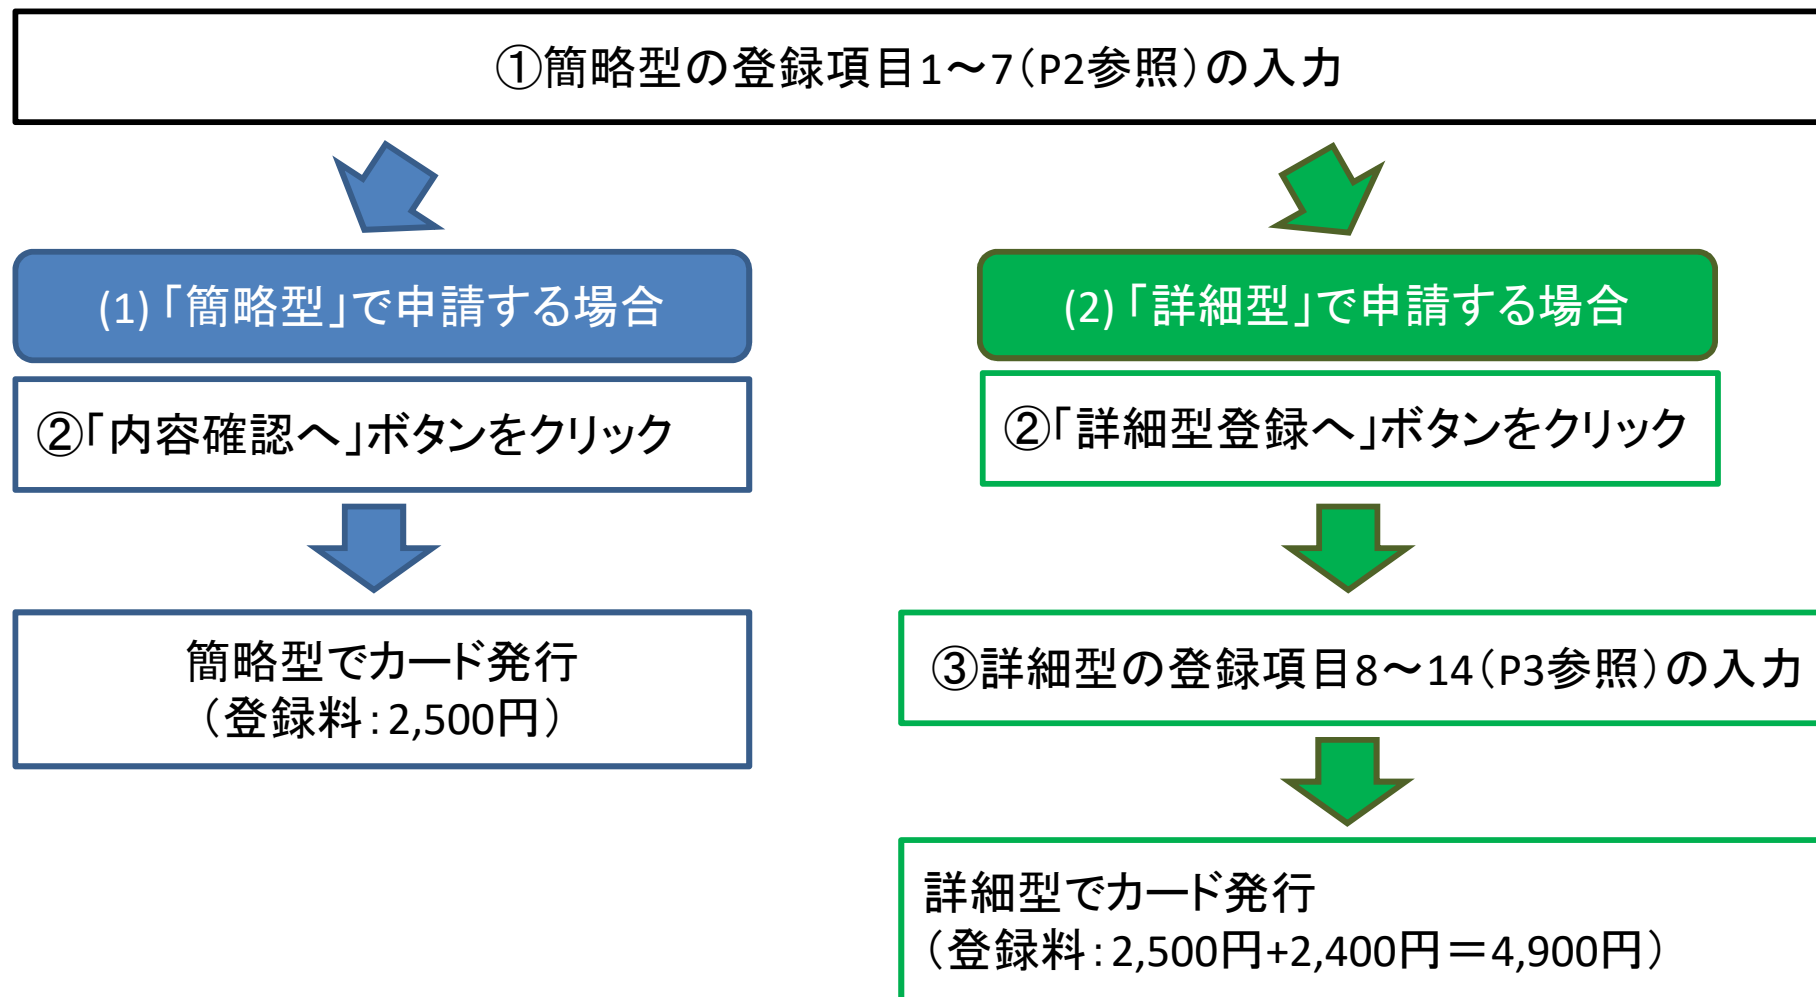 ①簡略型の登録項目1～7（P2参照）の入力
(1)「簡略型」で申請する場合
②「内容確認へ」ボタンをクリック
簡略型でカード発行
（登録料：2,500円）
(2)「詳細型」で申請する場合
②「詳細型登録へ」ボタンをクリック
③詳細型の登録項目8～14（P3参照）の入力
詳細型でカード発行
（登録料：2,500円+2,400円＝4,900円）